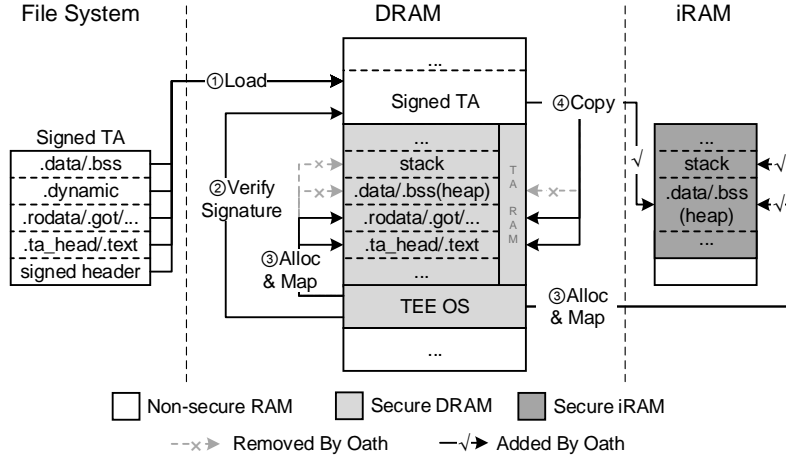 File System
DRAM
iRAM
①Load
...
Signed TA
④Copy
Signed TA
.data/.bss
.dynamic
.rodata/.got/...
.ta_head/.text
signed header
②Verify
Signature
③Alloc
& Map
...
stack
.data/.bss(heap)
.rodata/.got/...
.ta_head/.text
...
TA RAM
TEE OS
...
③Alloc
& Map
√
...
stack
.data/.bss
(heap)
...
√
√
×
×
×
Non-secure RAM
Secure DRAM
Secure iRAM
× Removed By Oath
√ Added By Oath